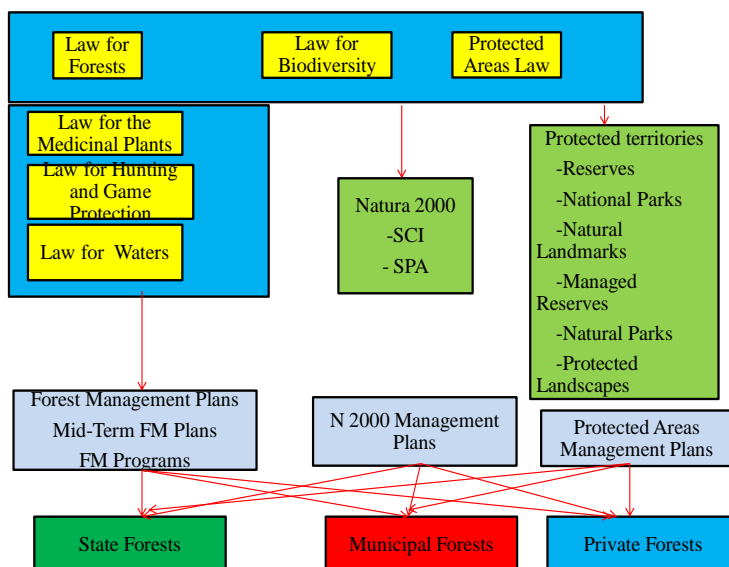 Law for
Forests
Law for
Biodiversity
Protected
Areas Law
Law for the
Medicinal Plants
Law for Hunting
and Game
Protection
Law for Waters
Natura 2000
-SCI
- SPA
Protected territories
-Reserves
-National Parks
-Natural
Landmarks
-Managed
Reserves
-Natural Parks
-Protected
Landscapes
Forest Management Plans
Mid-Term FM Plans
FM Programs
N 2000 Management
Plans
Protected Areas
Management Plans
State Forests
Municipal Forests
Private Forests